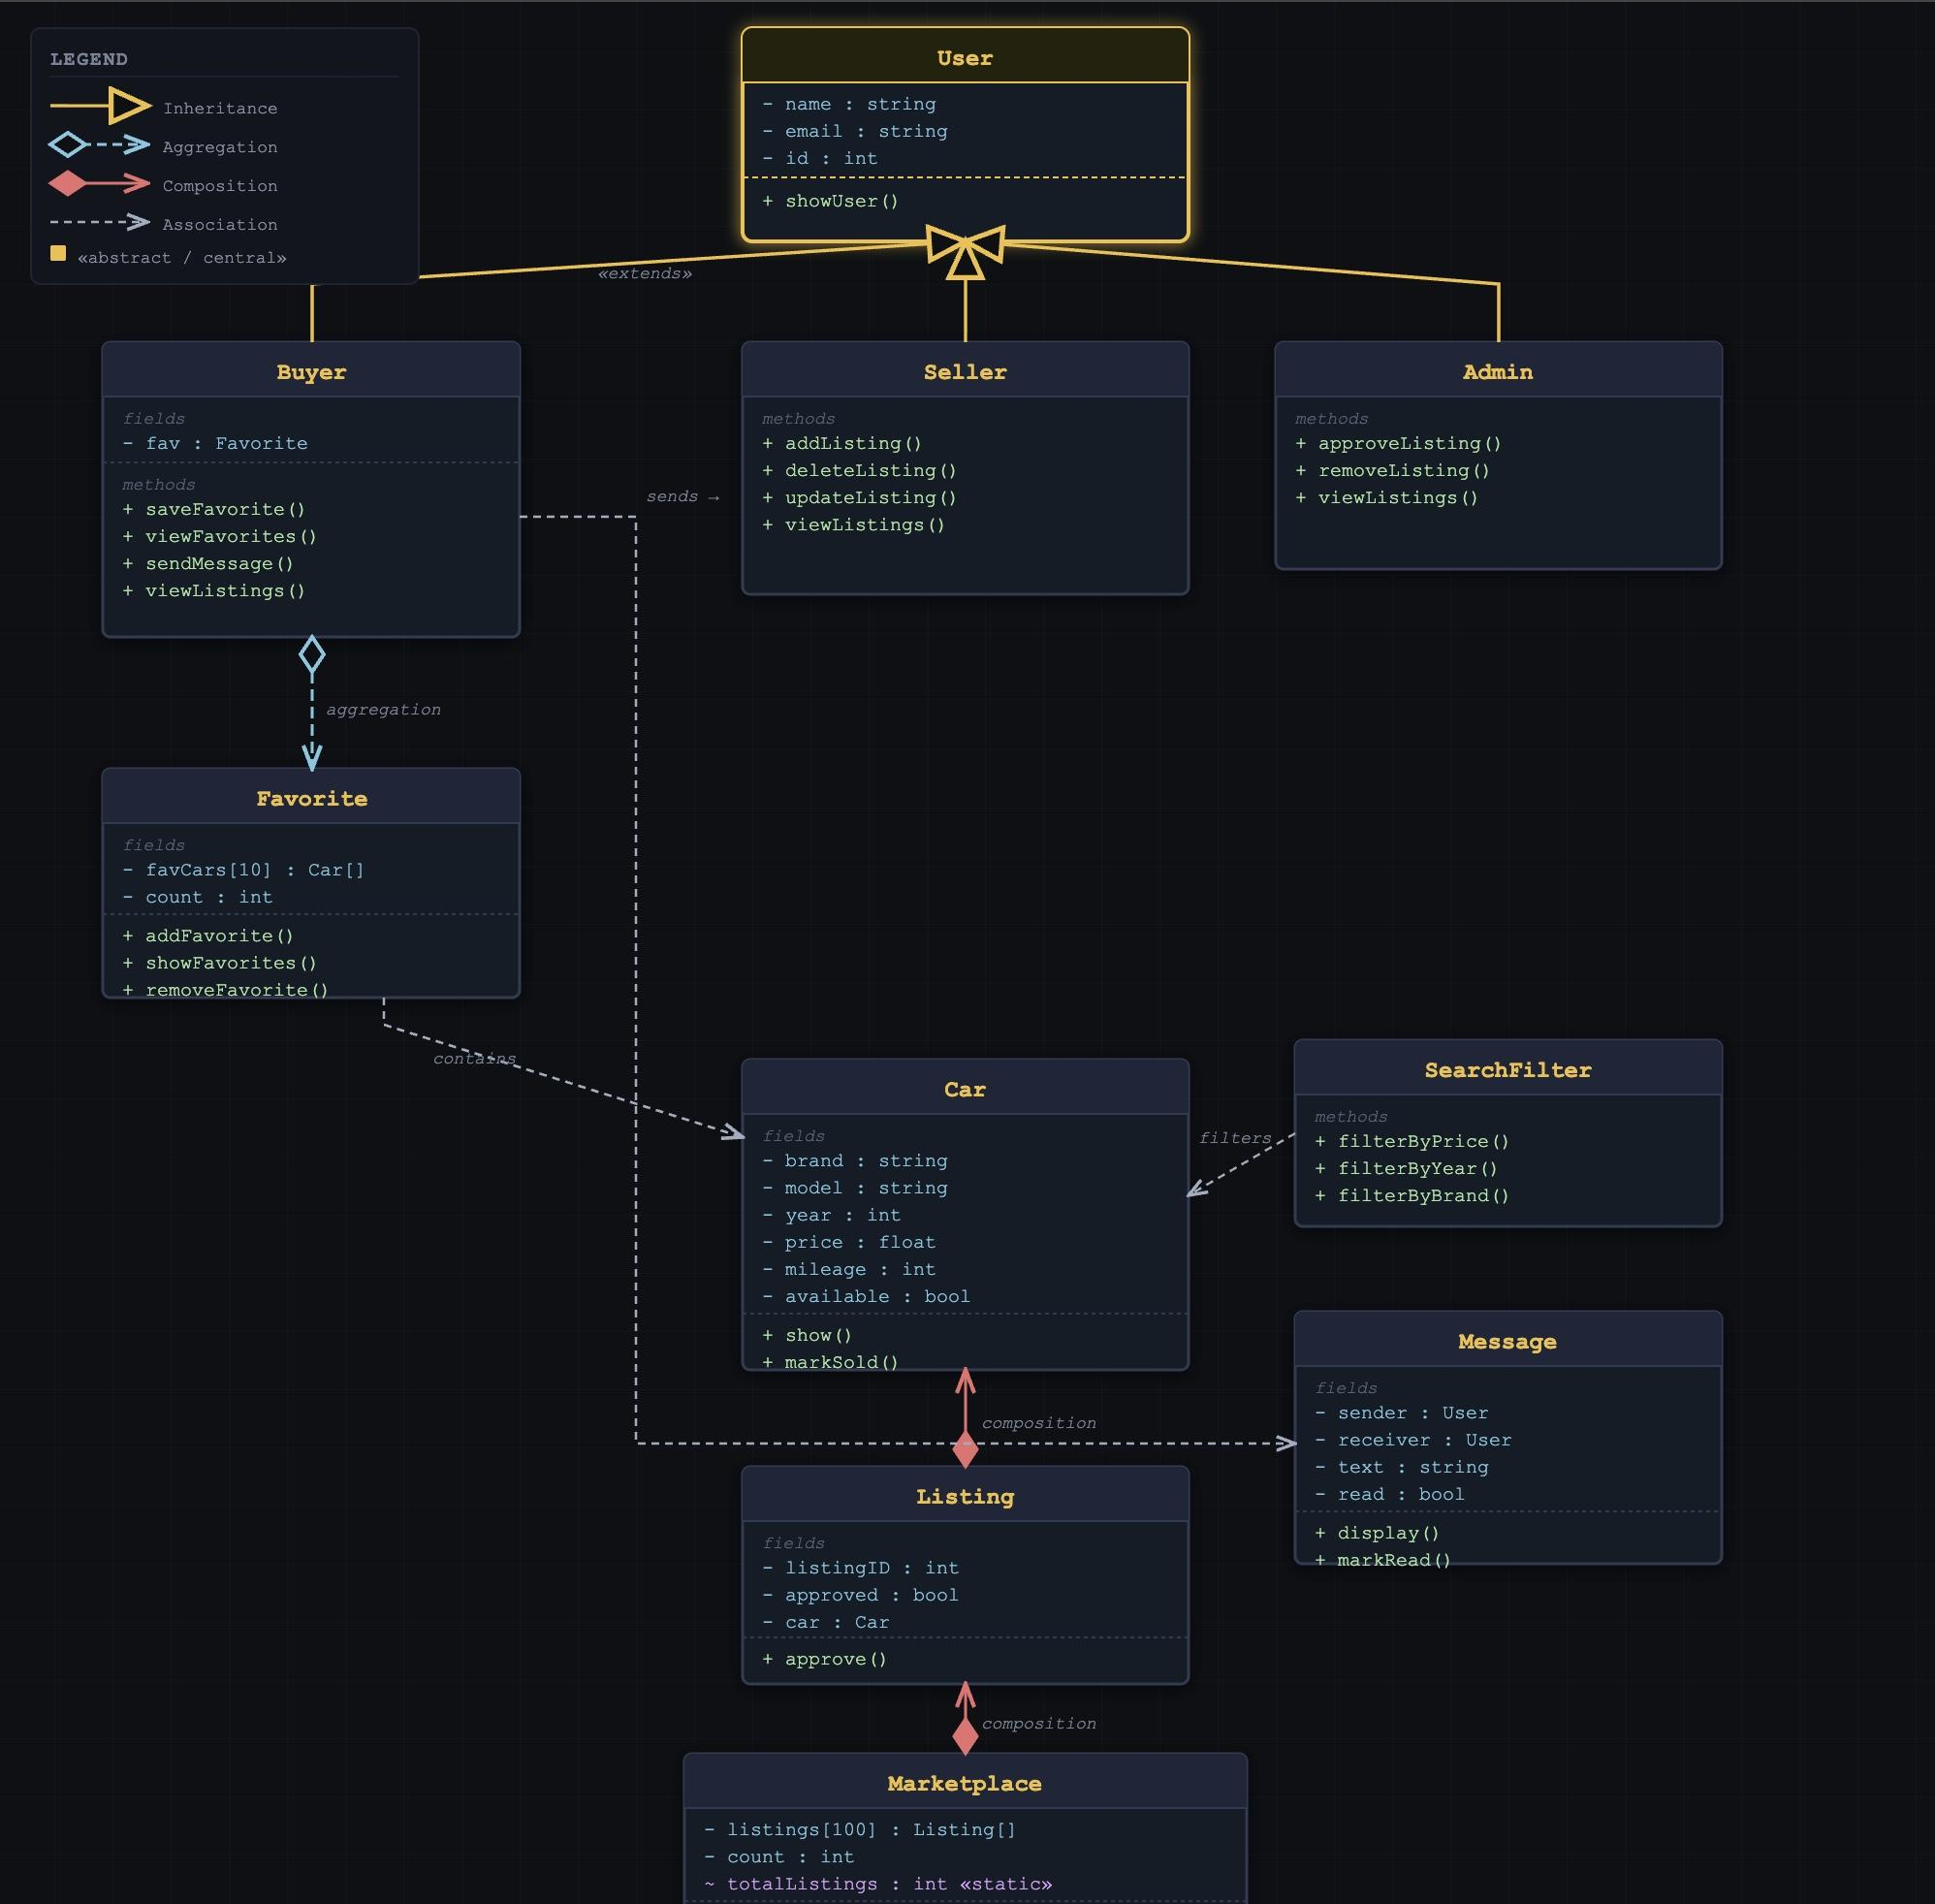 LEGEND
Inheritance
Aggregation
Composition
Association
«abstract / central»
User
- name : string
- email : string
- id : int
+ showUser()
«extends»
Buyer
fields
- fav : Favorite
methods
+ saveFavorite()
+ viewFavorites()
+ sendMessage()
+ viewListings()
sends →
Seller
methods
+ addListing()
+ deleteListing()
+ updateListing()
+ viewListings()
Admin
methods
+ approveListing()
+ removeListing()
+ viewListings()
aggregation
Favorite
fields
- favCars[10] : Car[]
- count : int
+ addFavorite()
+ showFavorites()
+ removeFavorite()
contains
Car
fields
- brand : string
- model : string
- year : int
- price : float
- mileage : int
- available : bool
+ show()
+ markSold()
filters
SearchFilter
methods
+ filterByPrice()
+ filterByYear()
+ filterByBrand()
Message
fields
- sender : User
- receiver : User
- text : string
- read : bool
+ display()
+ markRead()
composition
Listing
fields
- listingID : int
- approved : bool
- car : Car
+ approve()
composition
Marketplace
- listings[100] : Listing[]
- count : int
~ totalListings : int «static»